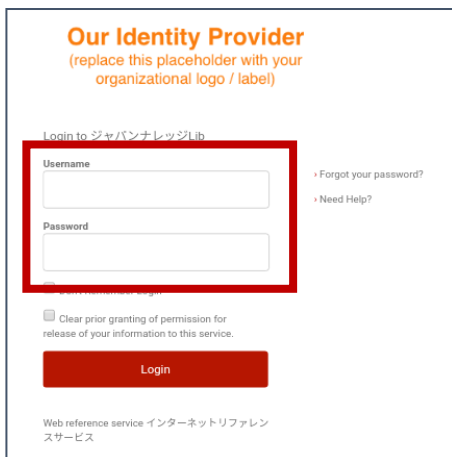 Our Identity Provider
(replace this placeholder with your
organizational logo / label)
Login to ジャパンナレッジLib
Username
› Forgot your password?
› Need Help?
Password
Don't Remember Login
Clear prior granting of permission for
release of your information to this service.
Login
Web reference service インターネットリファレン
スサービス